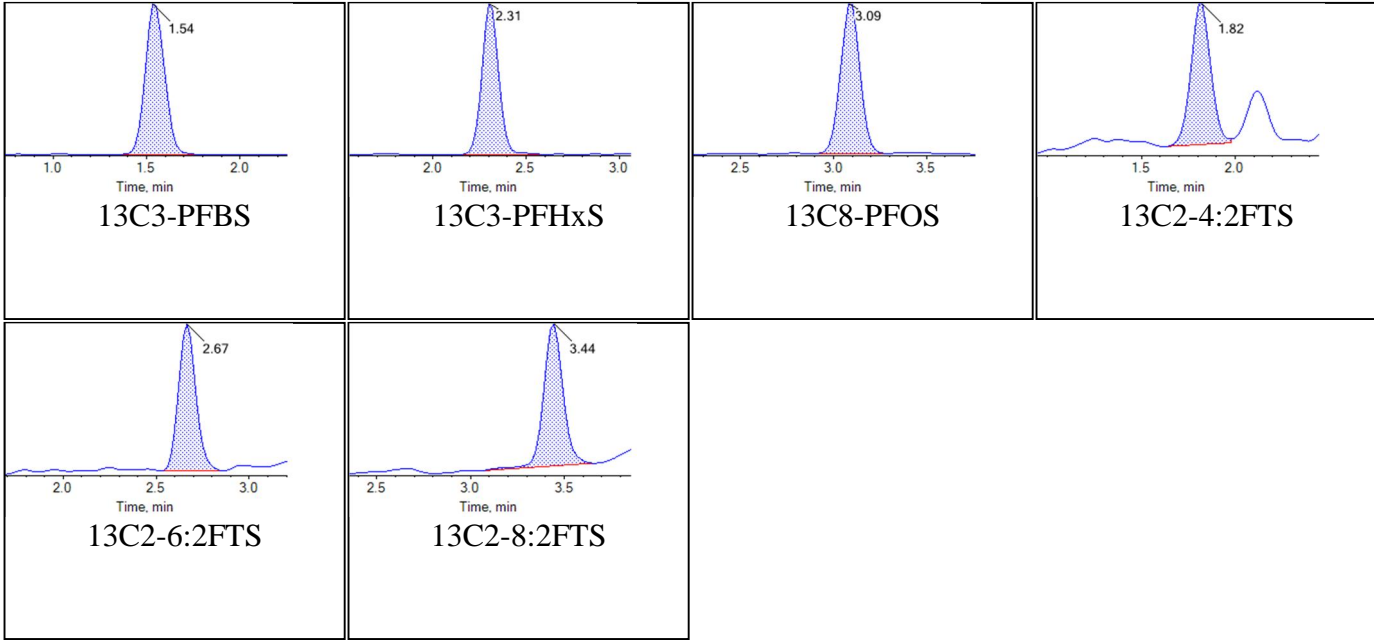 1.54
1.0 1.5 2.0
Time, min
13C3-PFBS
2.31
2.0 2.5 3.0
Time, min
13C3-PFHxS
3.09
2.5 3.0 3.5
Time, min
13C8-PFOS
1.82
1.5 2.0
Time, min
13C2-4:2FTS
2.67
2.0 2.5 3.0
Time, min
13C2-6:2FTS
3.44
2.5 3.0 3.5
Time, min
13C2-8:2FTS